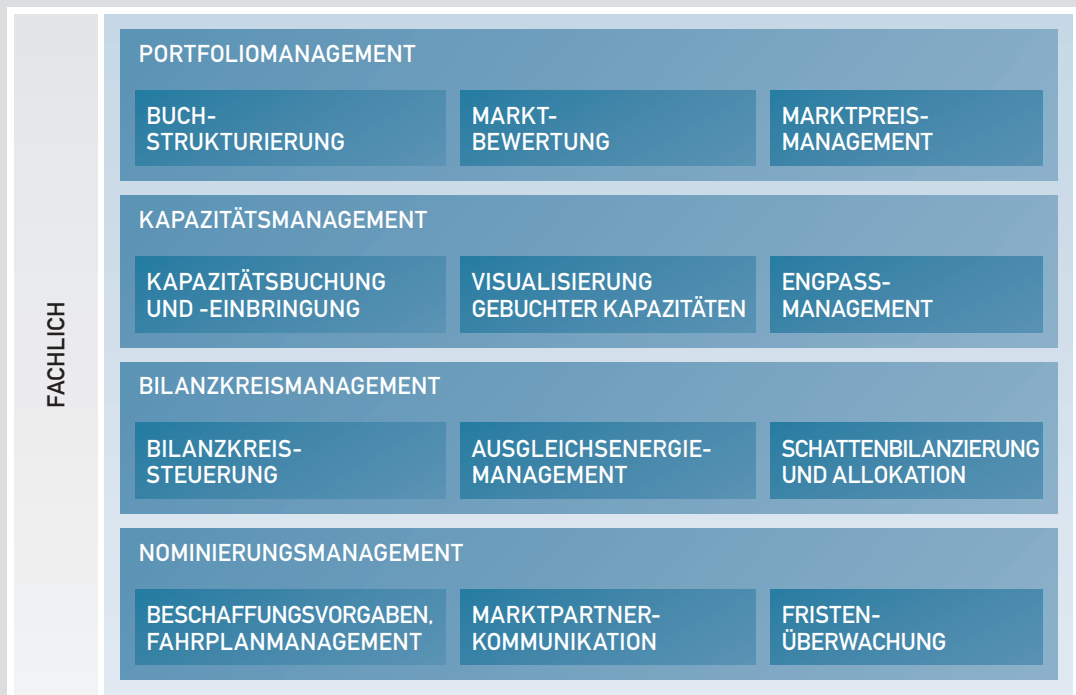 FACHLICH
PORTFOLIOMANAGEMENT
BUCH-
STRUKTURIERUNG
MARKT-
BEWERTUNG
MARKTPREIS-
MANAGEMENT
KAPAZITÄTSMANAGEMENT
KAPAZITÄTSBUCHUNG
UND -EINBRINGUNG
VISUALISIERUNG
GEBUCHTER KAPAZITÄTEN
ENGPASS-
MANAGEMENT
BILANZKREISMANAGEMENT
BILANZKREIS-
STEUERUNG
AUSGLEICHSENERGIE-
MANAGEMENT
SCHATTENBILANZIERUNG
UND ALLOKATION
NOMINIERUNGSMANAGEMENT
BESCHAFFUNGSVORGABEN,
FAHRPLANMANAGEMENT
MARKTPARTNER-
KOMMUNIKATION
FRISTEN-
ÜBERWACHUNG